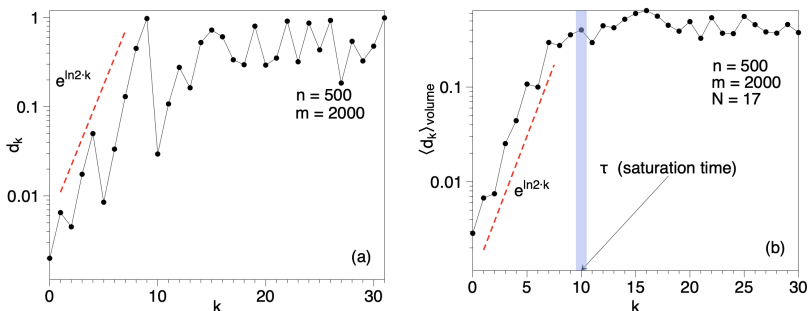 1
0.1
0.01
d_k
e^{ln2·k}
n = 500
m = 2000
(a)
0 10 20 30
k
0.1
0.01
⟨d_k⟩_volume
n = 500
m = 2000
N = 17
τ (saturation time)
e^{ln2·k}
(b)
0 5 10 15 20 25 30
k